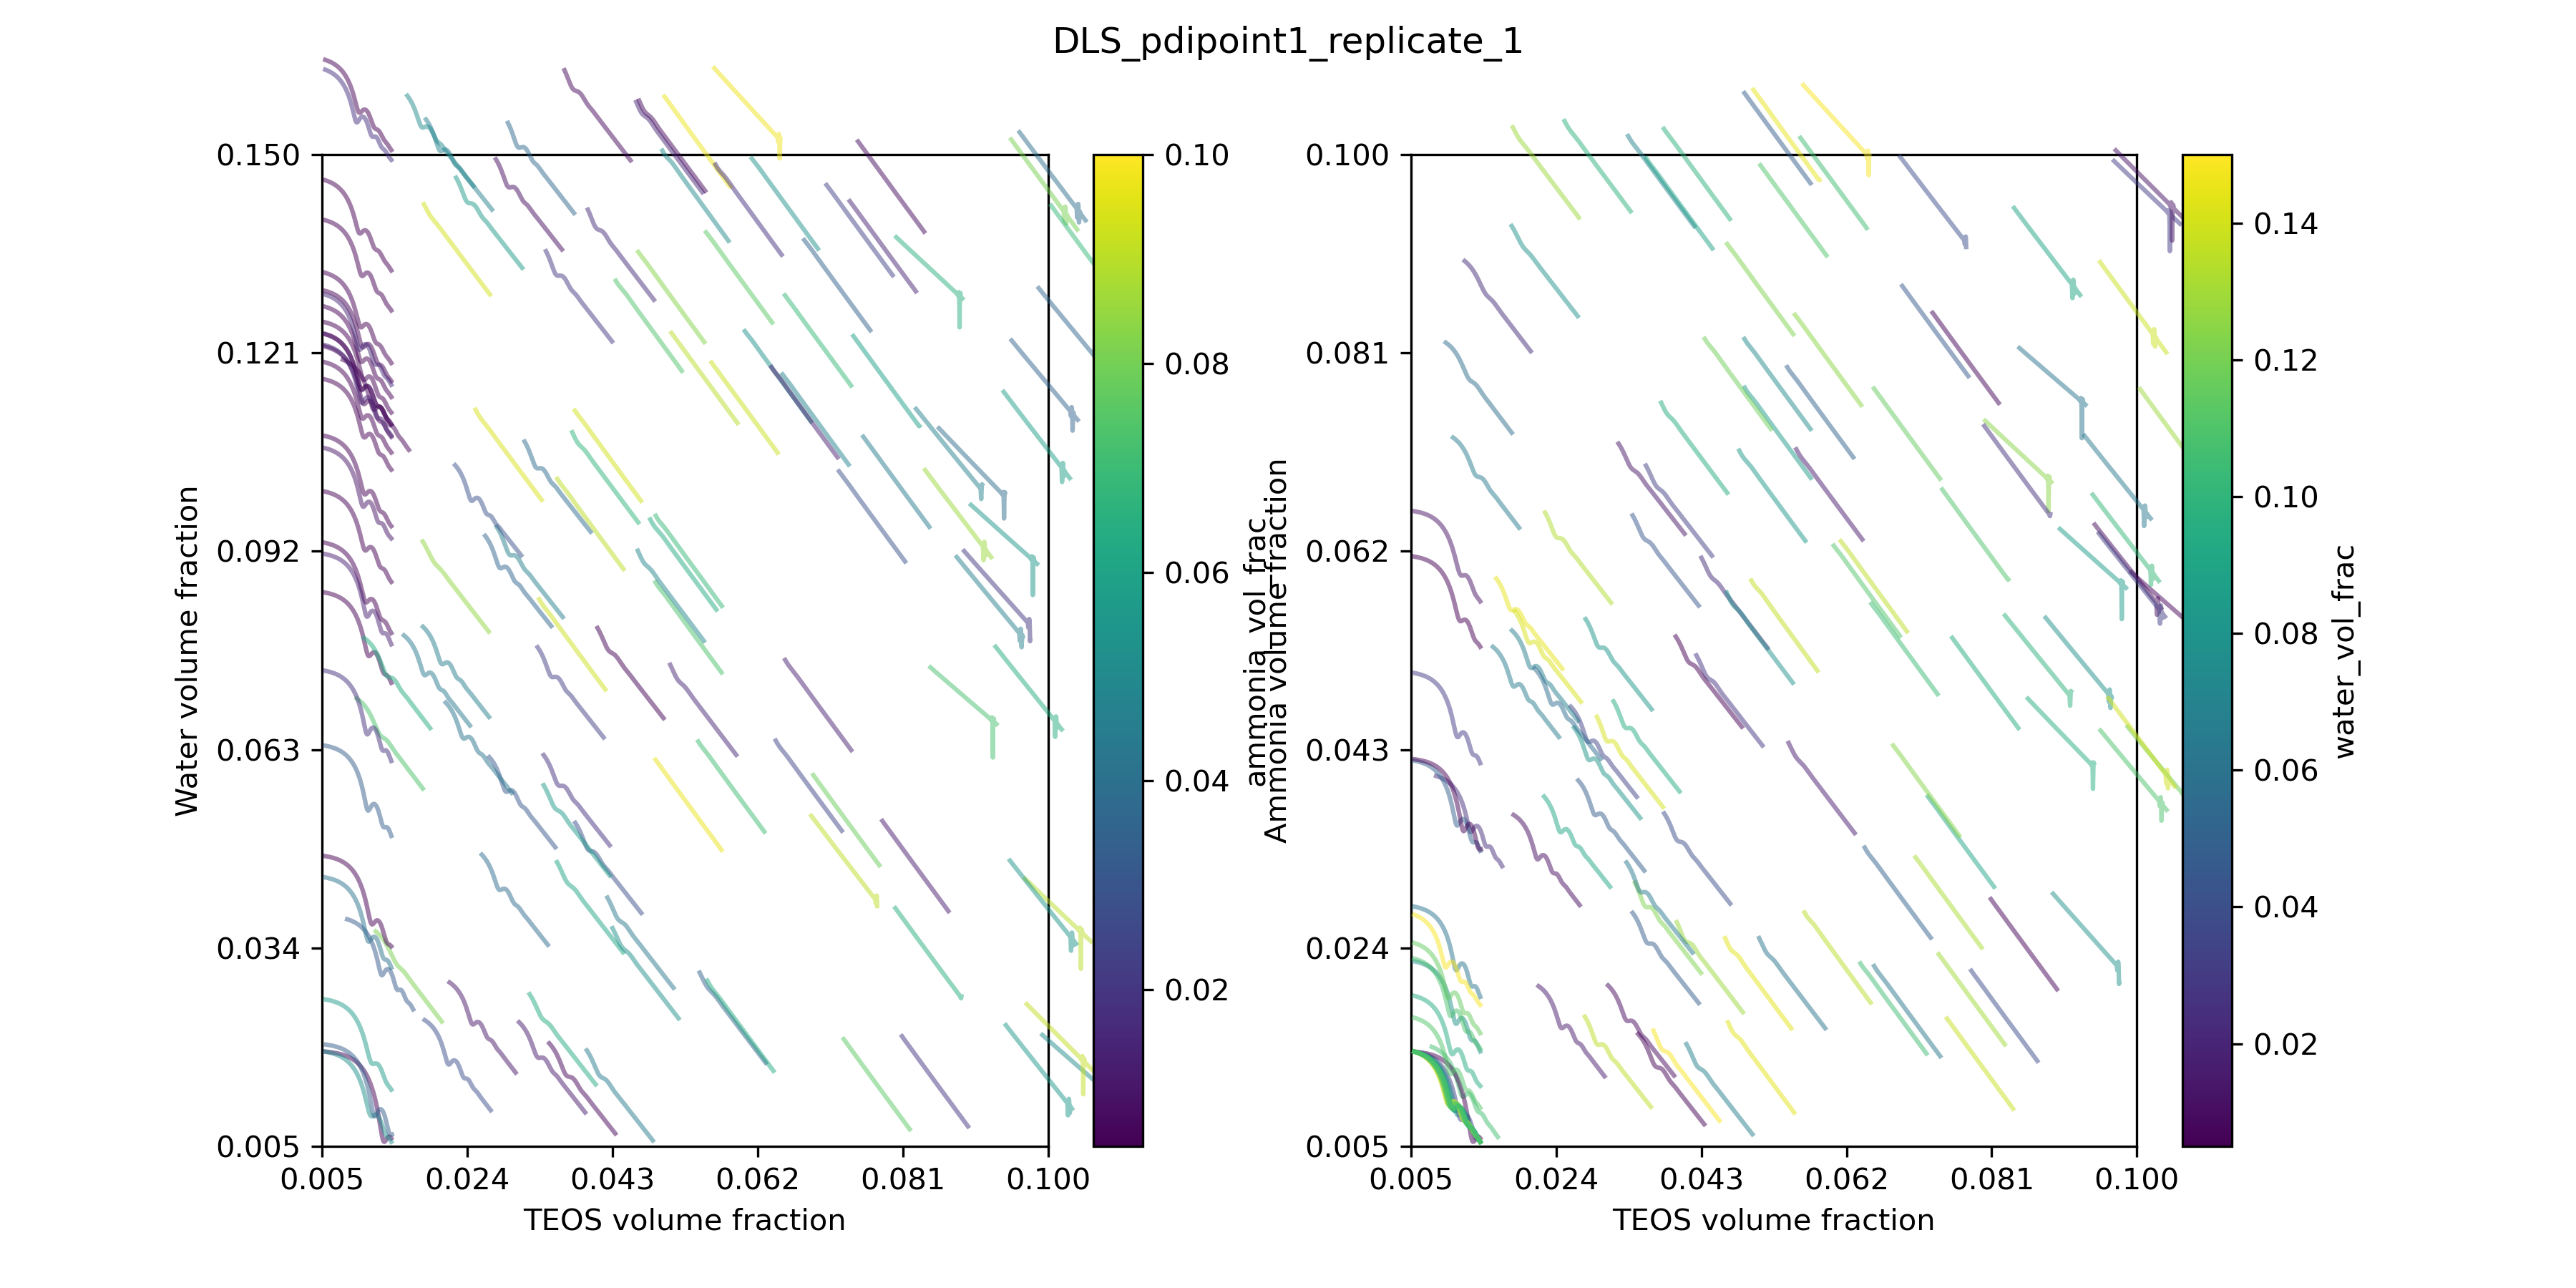 DLS_pdipoint1_replicate_1
0.150
0.121
0.092
0.063
0.034
0.005
Water volume fraction
0.005 0.024 0.043 0.062 0.081 0.100
TEOS volume fraction
0.10
0.08
0.06
0.04
0.02
ammonia_vol_frac
Ammonia volume fraction
0.100
0.081
0.062
0.043
0.024
0.005
0.005 0.024 0.043 0.062 0.081 0.100
TEOS volume fraction
0.14
0.12
0.10
0.08
0.06
0.04
0.02
water_vol_frac